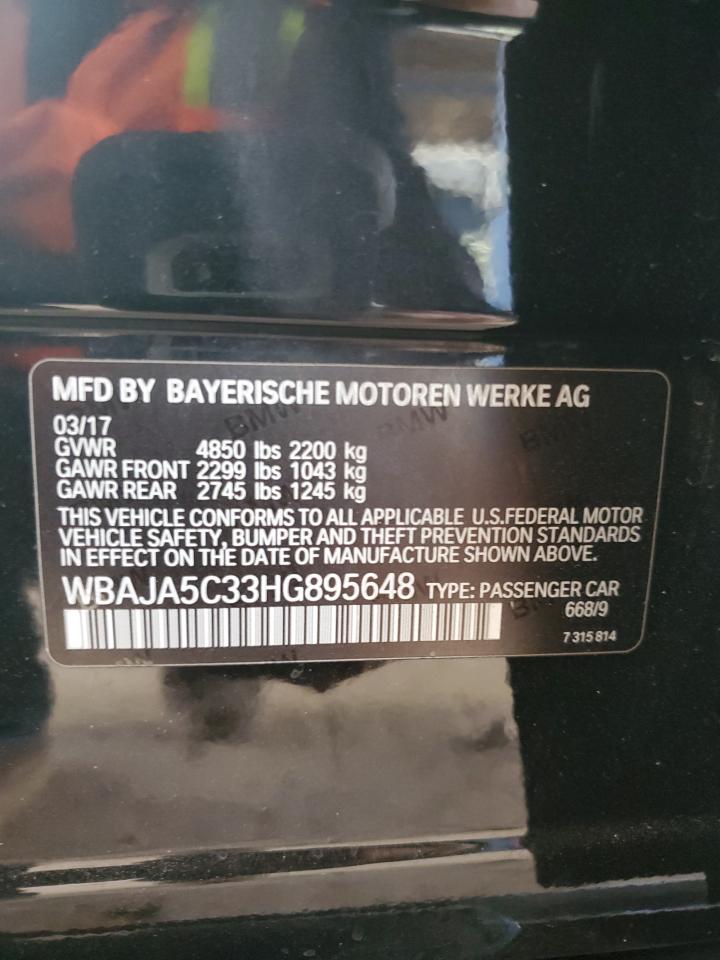 MFD BY BAYERISCHE MOTOREN WERKE AG
03/17
GVWR 4850 lbs 2200 kg
GAWR FRONT 2299 lbs 1043 kg
GAWR REAR 2745 lbs 1245 kg
THIS VEHICLE CONFORMS TO ALL APPLICABLE U.S.FEDERAL MOTOR
VEHICLE SAFETY, BUMPER AND THEFT PREVENTION STANDARDS
IN EFFECT ON THE DATE OF MANUFACTURE SHOWN ABOVE.
WBAJA5C33HG895648 TYPE: PASSENGER CAR
668/9
7 315 814
BMW
BMW